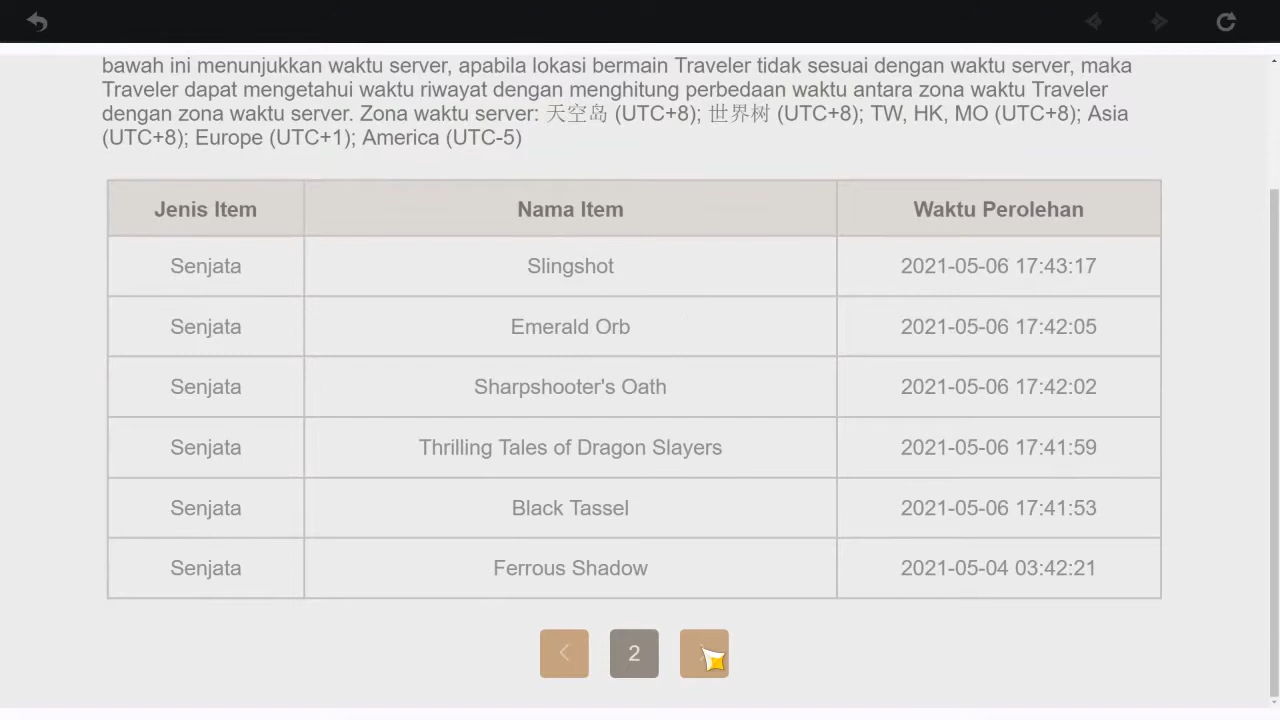 bawah ini menunjukkan waktu server, apabila lokasi bermain Traveler tidak sesuai dengan waktu server, maka
Traveler dapat mengetahui waktu riwayat dengan menghitung perbedaan waktu antara zona waktu Traveler
dengan zona waktu server. Zona waktu server: 天空岛 (UTC+8); 世界树 (UTC+8); TW, HK, MO (UTC+8); Asia
(UTC+8); Europe (UTC+1); America (UTC-5)
Jenis Item Nama Item Waktu Perolehan
Senjata Slingshot 2021-05-06 17:43:17
Senjata Emerald Orb 2021-05-06 17:42:05
Senjata Sharpshooter's Oath 2021-05-06 17:42:02
Senjata Thrilling Tales of Dragon Slayers 2021-05-06 17:41:59
Senjata Black Tassel 2021-05-06 17:41:53
Senjata Ferrous Shadow 2021-05-04 03:42:21
2